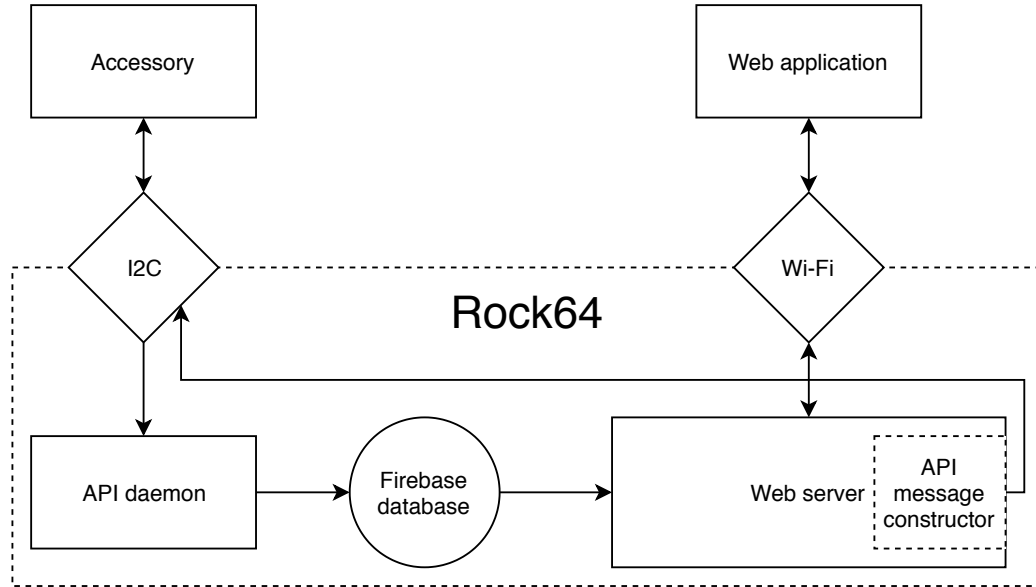 Accessory
Web application
I2C
Wi-Fi
Rock64
API daemon
Firebase
database
Web server
API
message
constructor